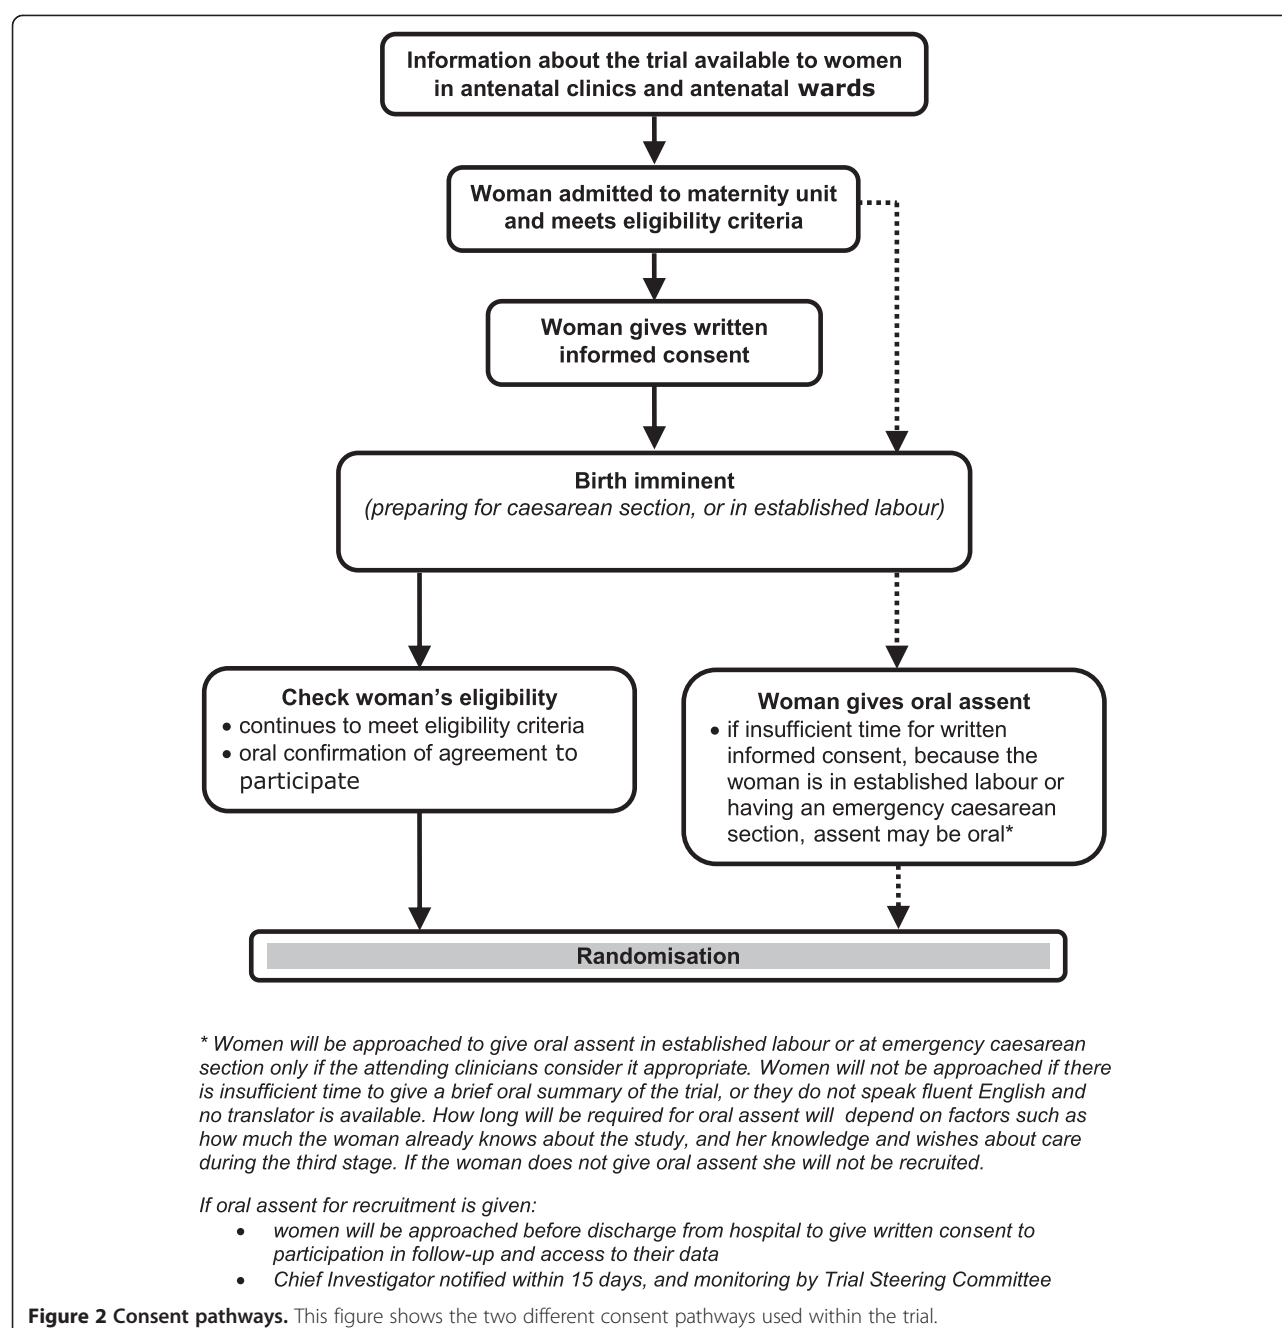 Information about the trial available to women
in antenatal clinics and antenatal wards
Woman admitted to maternity unit
and meets eligibility criteria
Woman gives written
informed consent
Birth imminent
(preparing for caesarean section, or in established labour)
Check woman's eligibility
• continues to meet eligibility criteria
• oral confirmation of agreement to
participate
Woman gives oral assent
• if insufficient time for written
informed consent, because the
woman is in established labour or
having an emergency caesarean
section, assent may be oral*
Randomisation
* Women will be approached to give oral assent in established labour or at emergency caesarean
section only if the attending clinicians consider it appropriate. Women will not be approached if there
is insufficient time to give a brief oral summary of the trial, or they do not speak fluent English and
no translator is available. How long will be required for oral assent will depend on factors such as
how much the woman already knows about the study, and her knowledge and wishes about care
during the third stage. If the woman does not give oral assent she will not be recruited.
If oral assent for recruitment is given:
• women will be approached before discharge from hospital to give written consent to
participation in follow-up and access to their data
• Chief Investigator notified within 15 days, and monitoring by Trial Steering Committee
Figure 2 Consent pathways. This figure shows the two different consent pathways used within the trial.